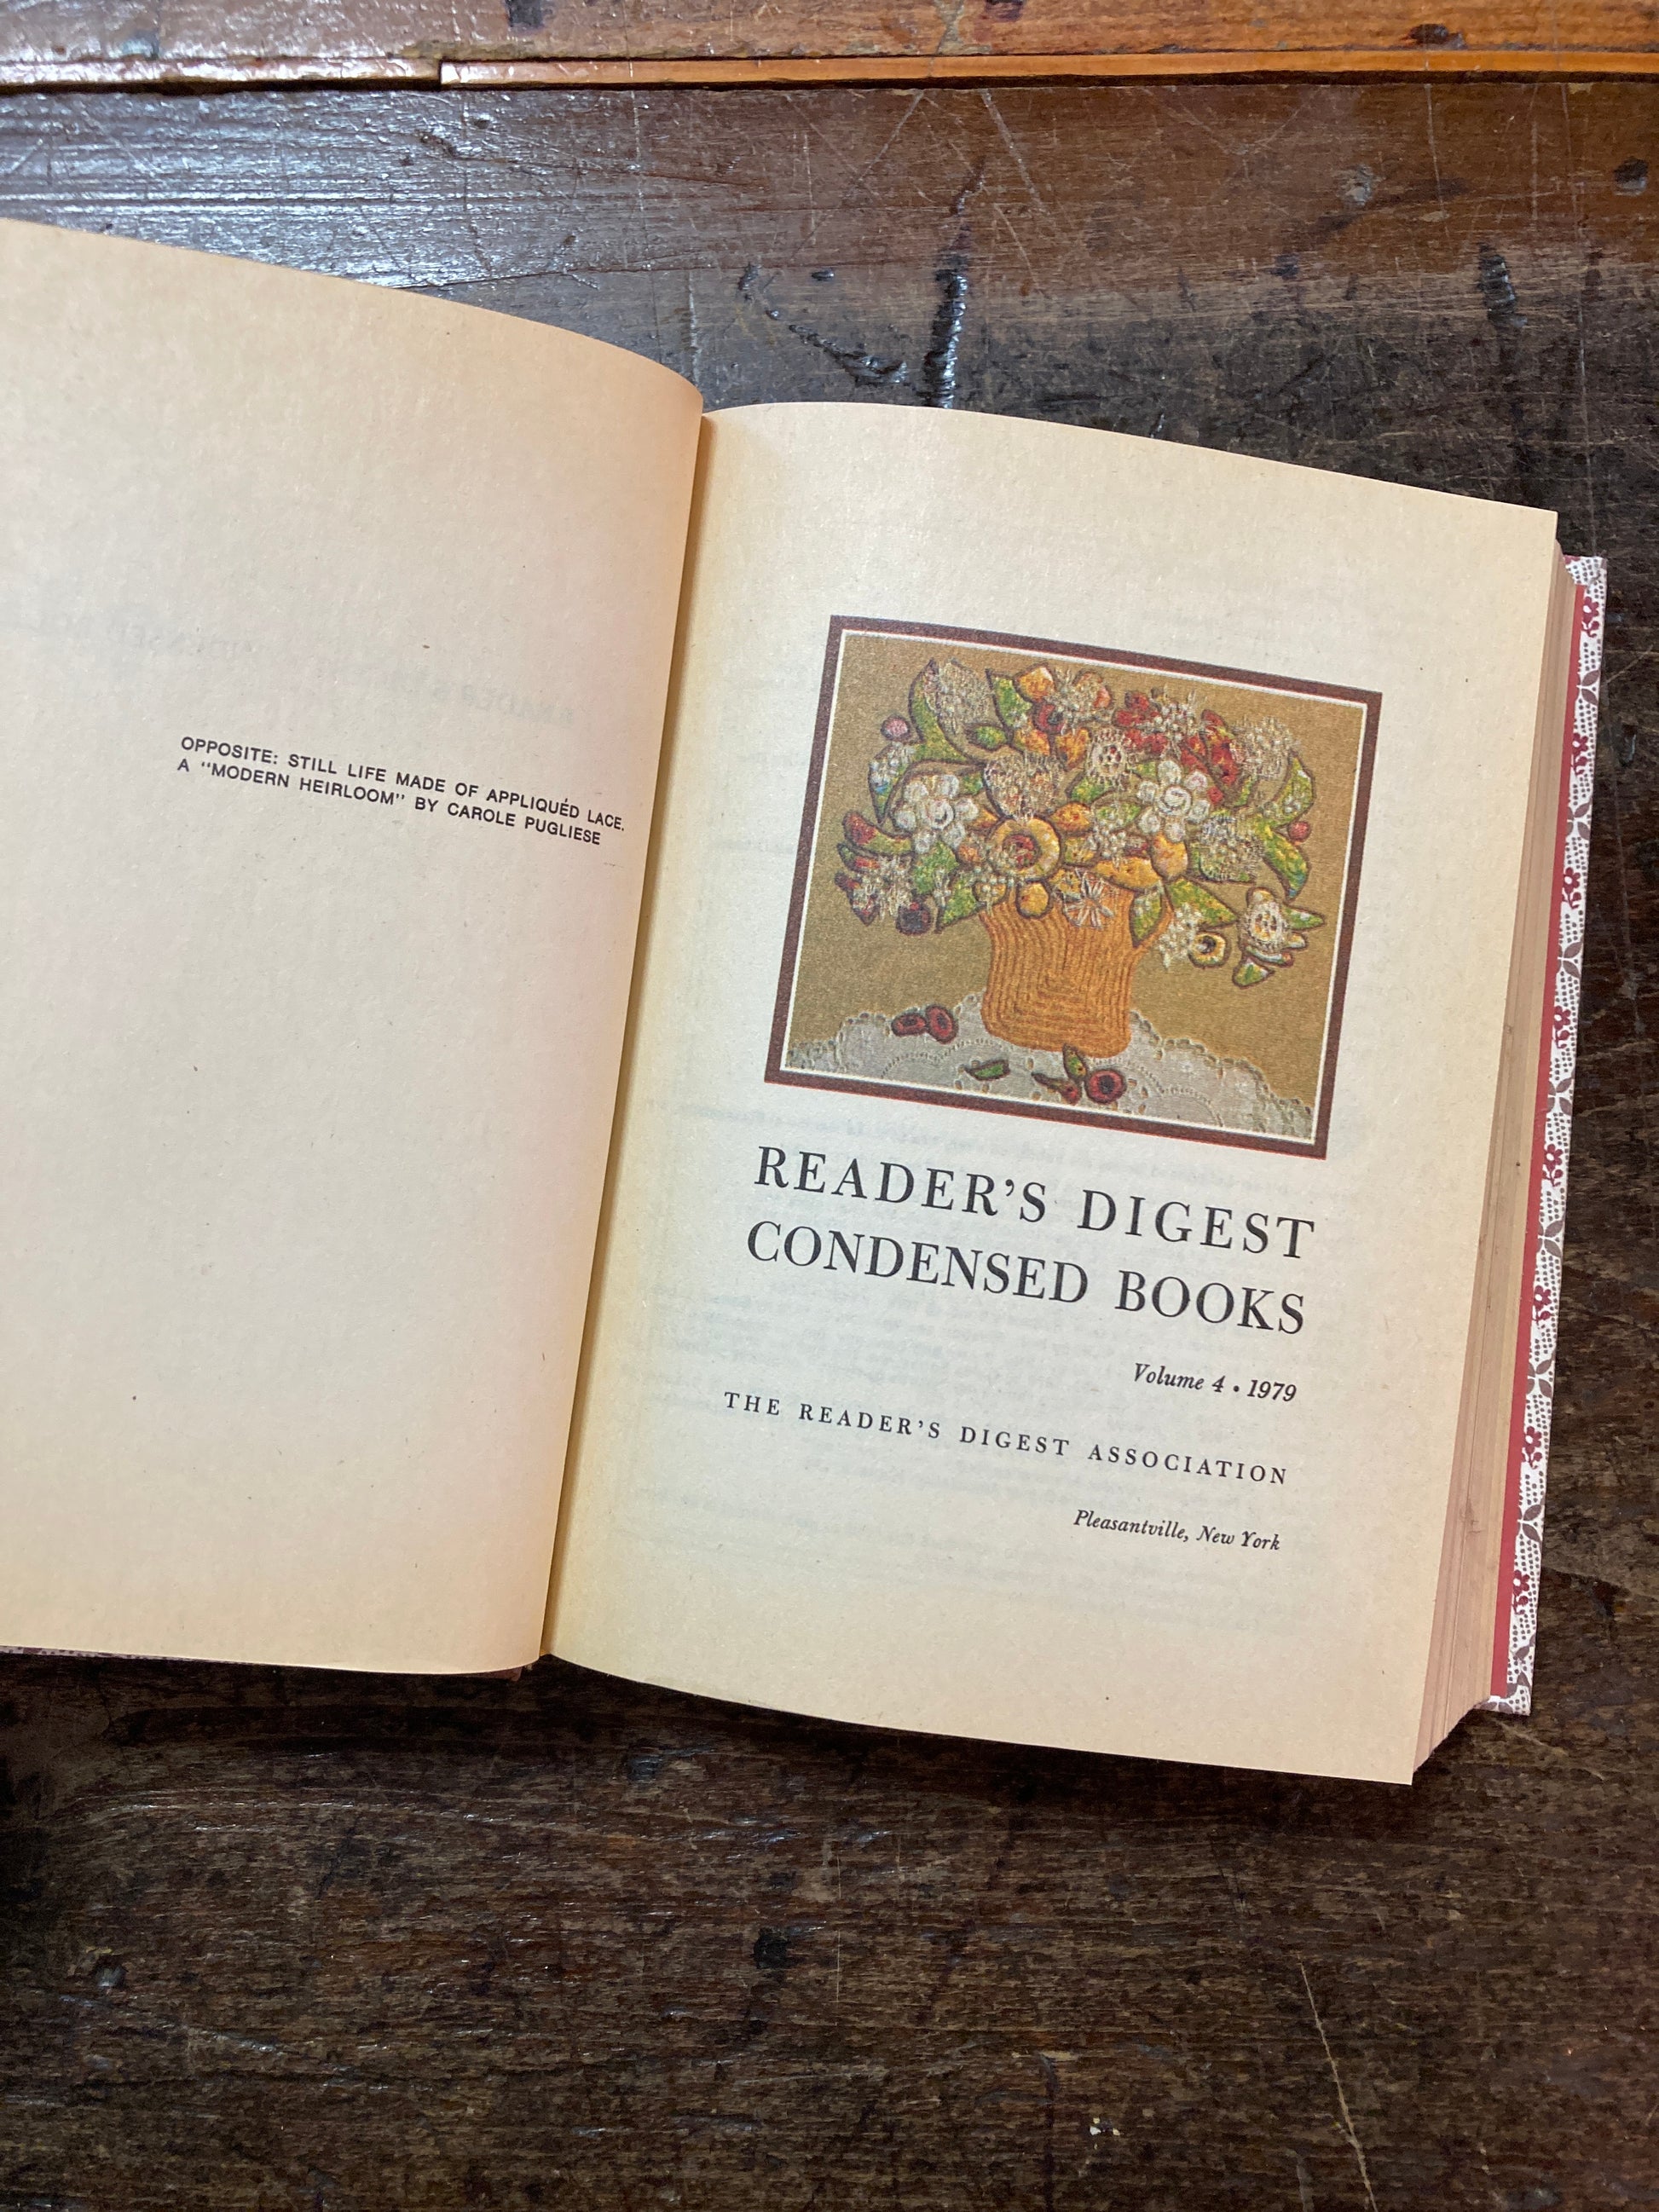 OPPOSITE: STILL LIFE MADE OF APPLIQUÉD LACE.
A "MODERN HEIRLOOM" BY CAROLE PUGLIESE
READER'S DIGEST
CONDENSED BOOKS
Volume 4 • 1979
THE READER'S DIGEST ASSOCIATION
Pleasantville, New York